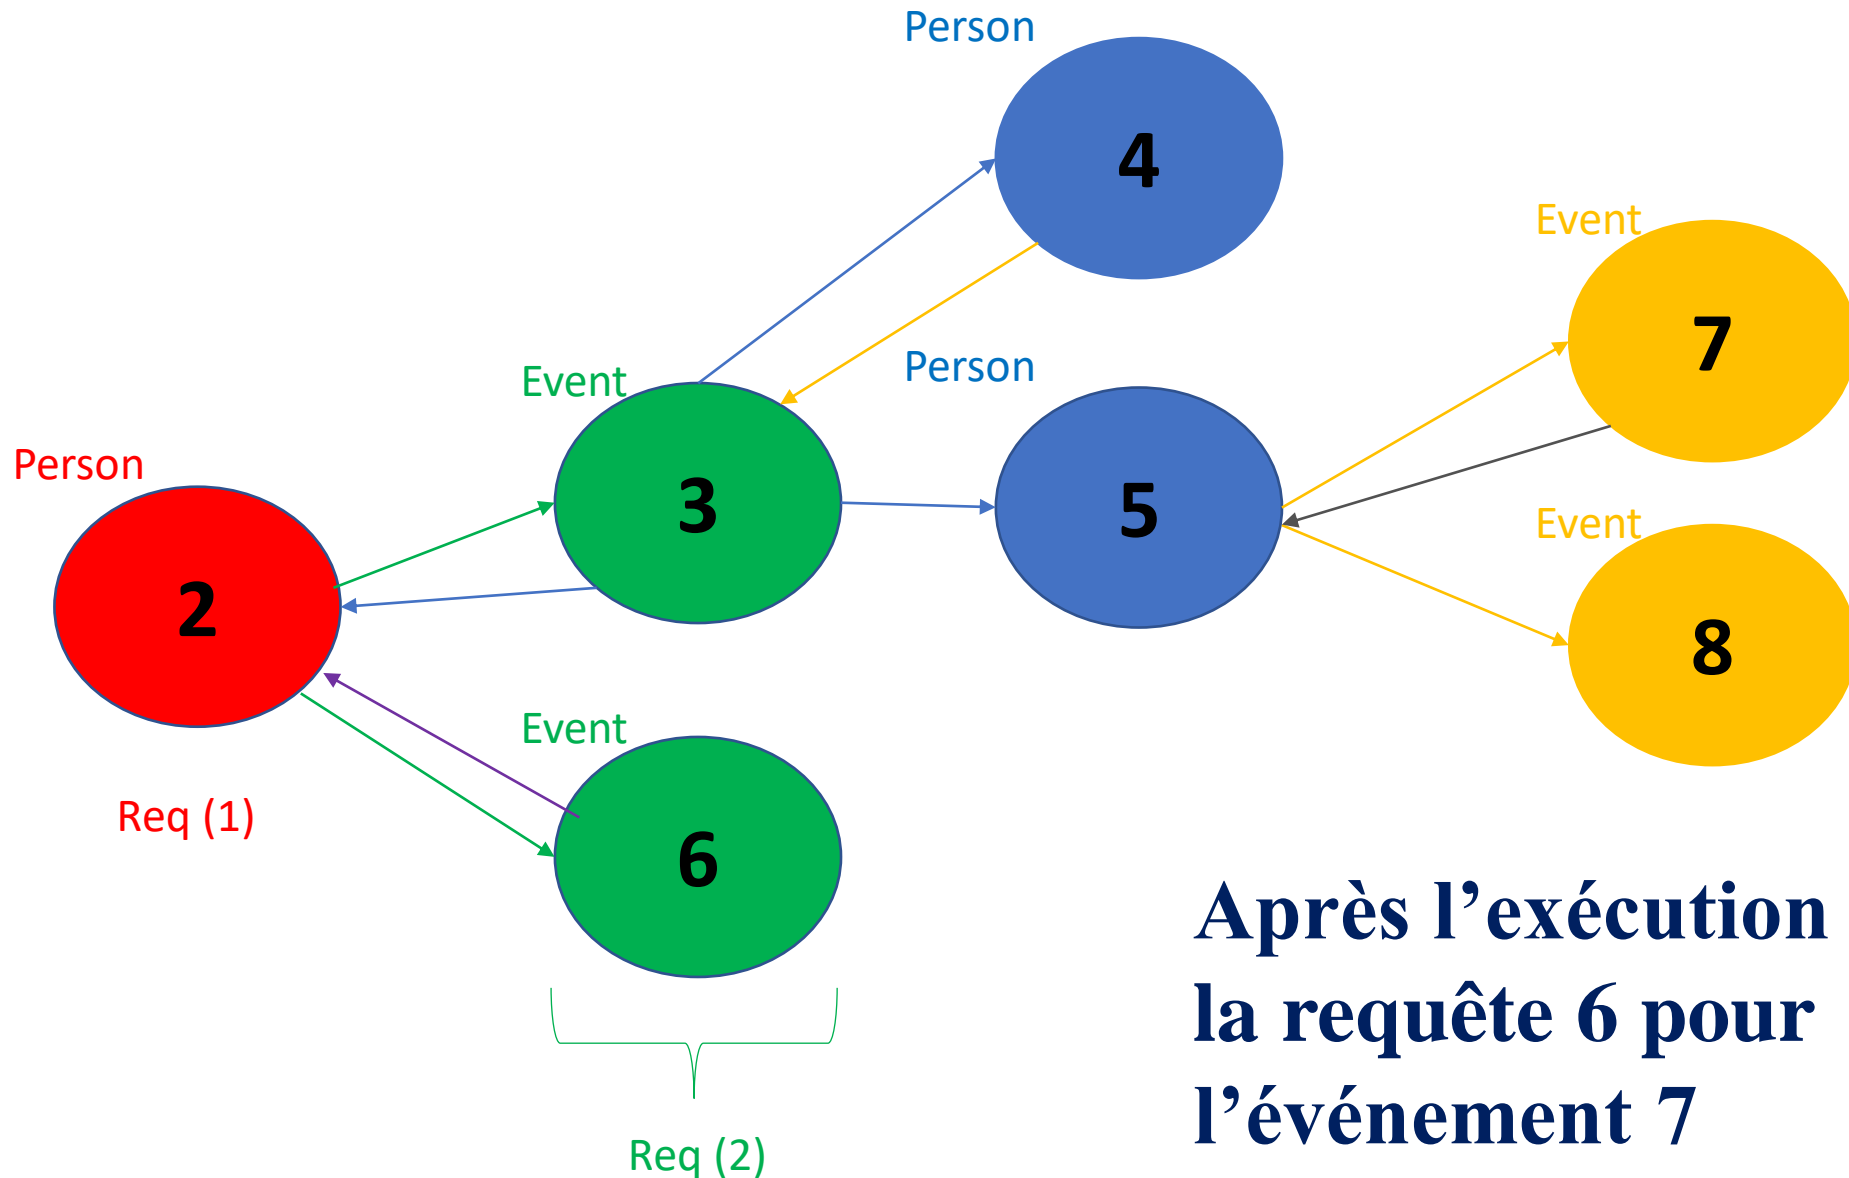 Person
4
Event
7
Person
Event
5
Event
3
Person
2
8
Event
6
Req (1)
Req (2)
Après l’exécution
la requête 6 pour
l’événement 7